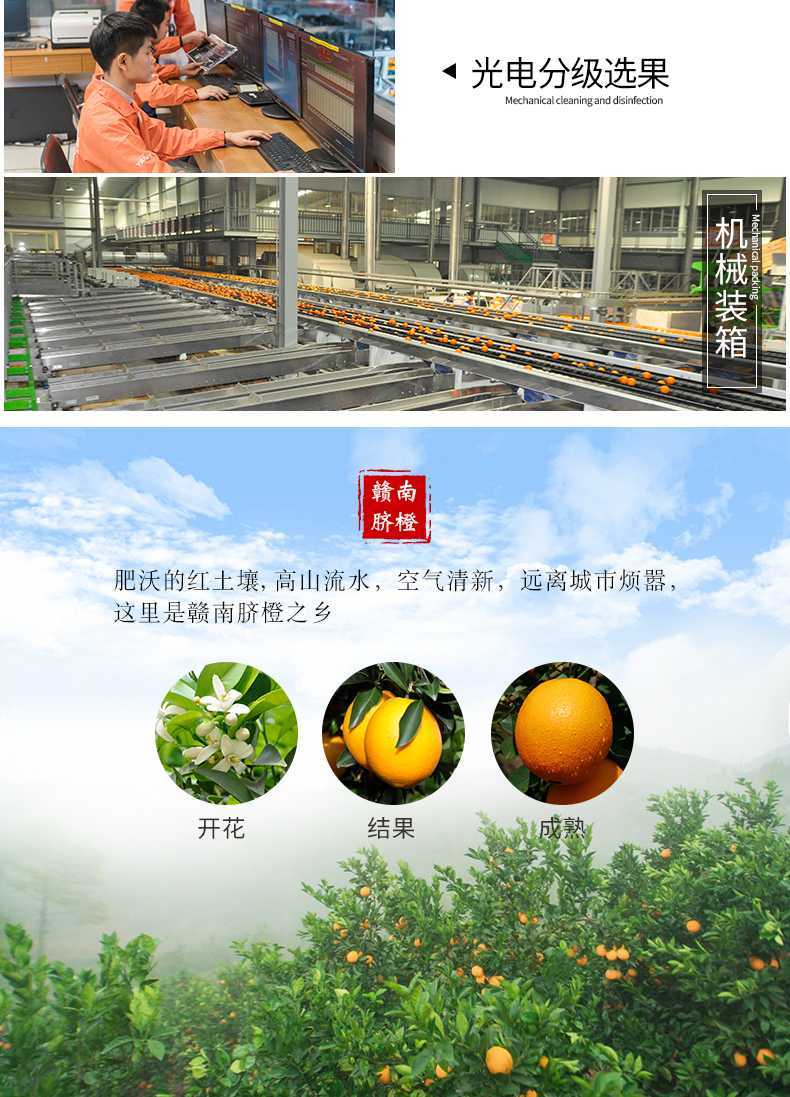 光电分级选果
Mechanical cleaning and disinfection
机械装箱
Mechanical packing
赣南
脐橙
肥沃的红土壤，高山流水，空气清新，远离城市烦嚣，
这里是赣南脐橙之乡
开花
结果
成熟